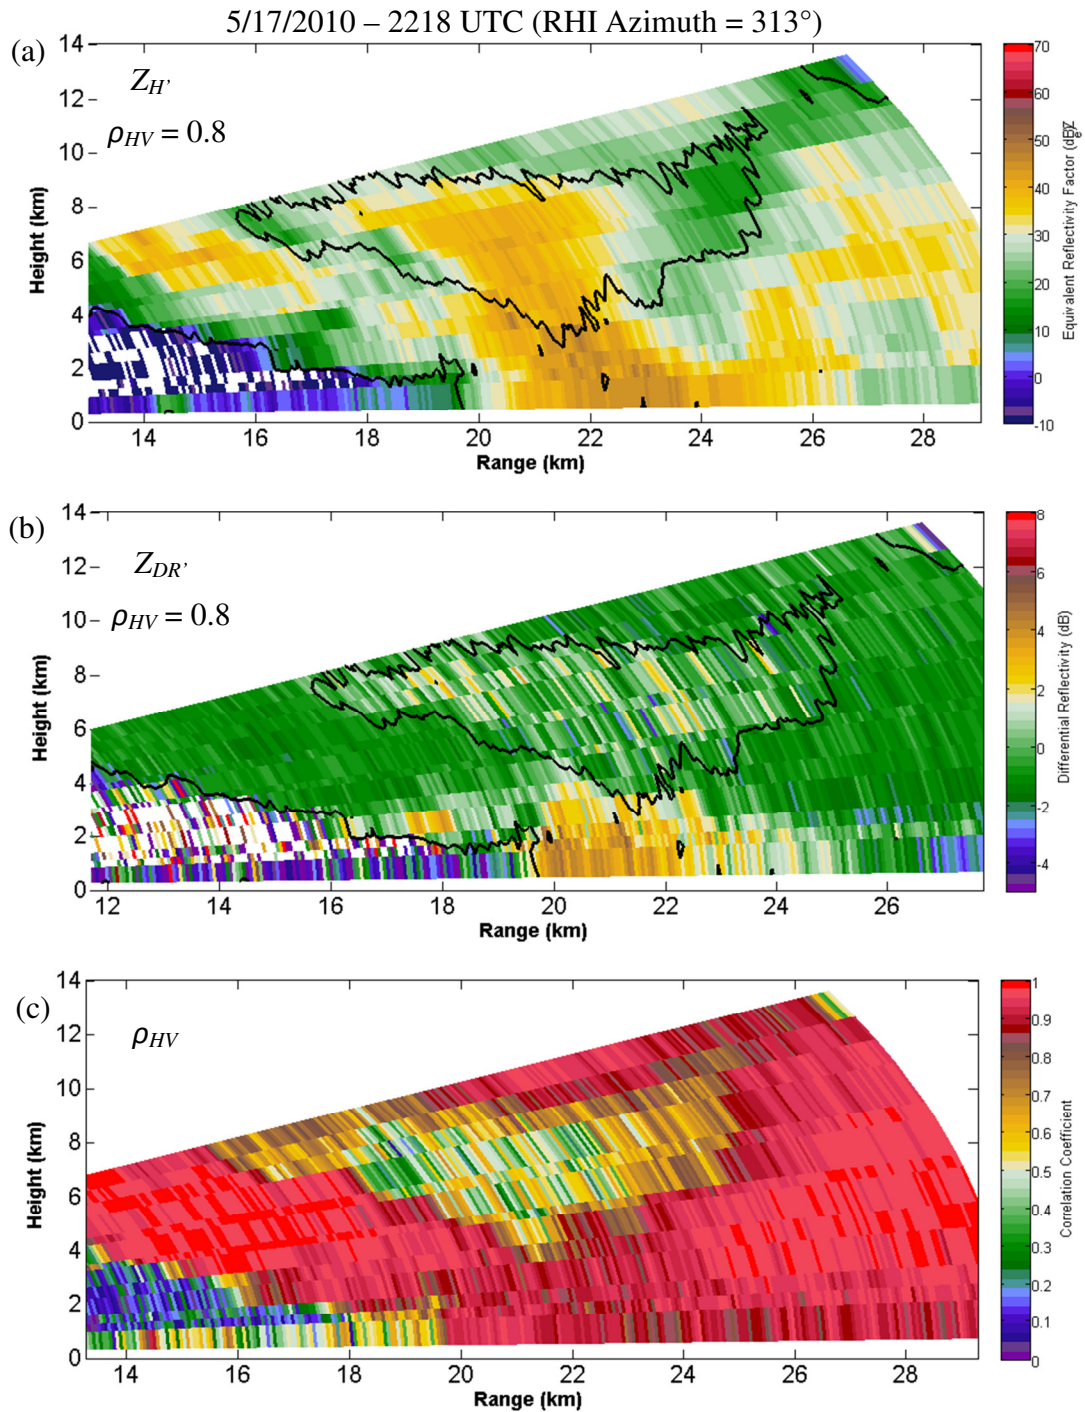 5/17/2010 – 2218 UTC (RHI Azimuth = 313°)
(a)
Z_H'
ρ_HV = 0.8
14
12
10
8
6
4
2
0
Height (km)
14 16 18 20 22 24 26 28
Range (km)
70
60
50
40
30
20
10
0
-10
Equivalent Reflectivity Factor (dBZe)
(b)
Z_DR'
ρ_HV = 0.8
14
12
10
8
6
4
2
0
Height (km)
12 14 16 18 20 22 24 26
Range (km)
8
6
4
2
0
-2
-4
Differential Reflectivity (dB)
(c)
ρ_HV
14
12
10
8
6
4
2
0
Height (km)
14 16 18 20 22 24 26 28
Range (km)
1
0.9
0.8
0.7
0.6
0.5
0.4
0.3
0.2
0.1
0
Correlation Coefficient